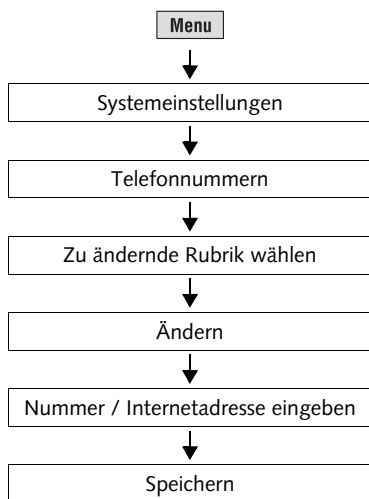 Menu
Systemeinstellungen
Telefonnummern
Zu ändernde Rubrik wählen
Ändern
Nummer / Internetadresse eingeben
Speichern